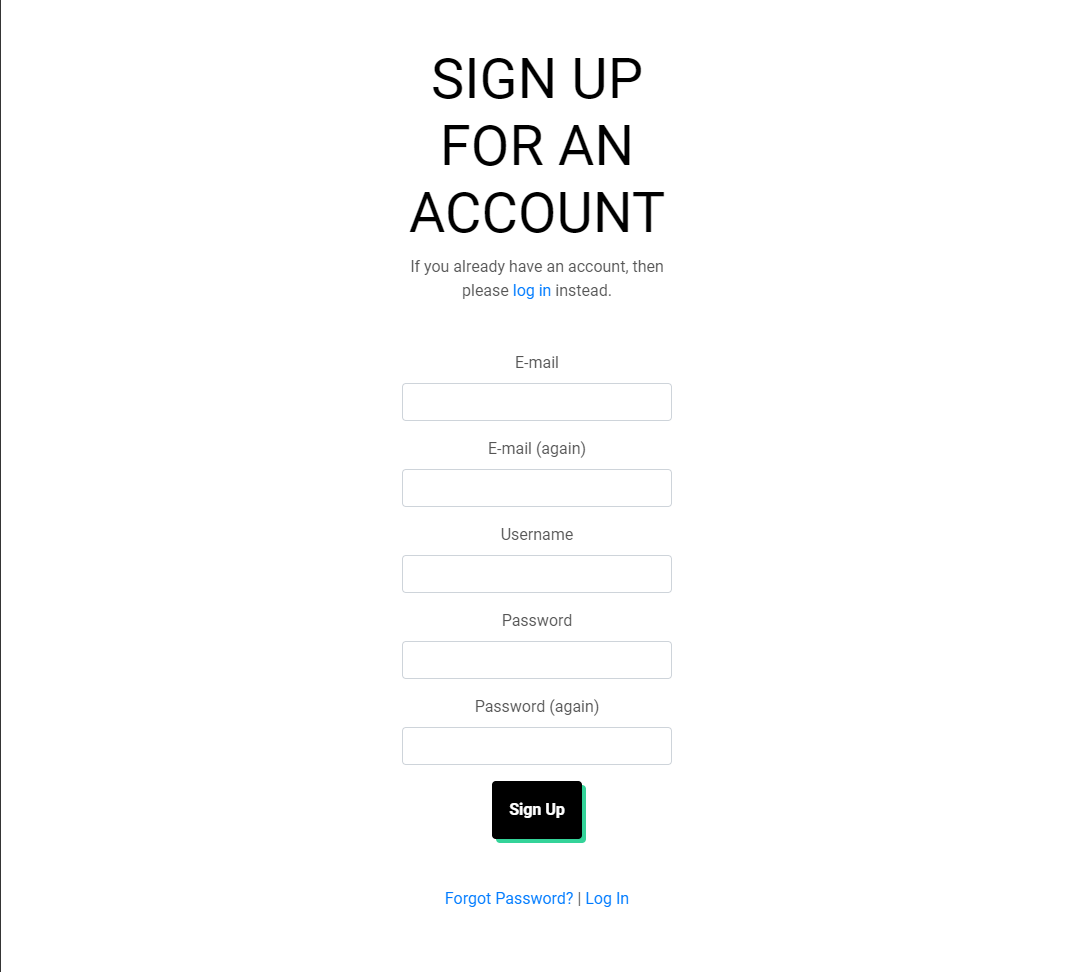 SIGN UP
FOR AN
ACCOUNT
If you already have an account, then
please log in instead.
E-mail
E-mail (again)
Username
Password
Password (again)
Sign Up
Forgot Password? | Log In